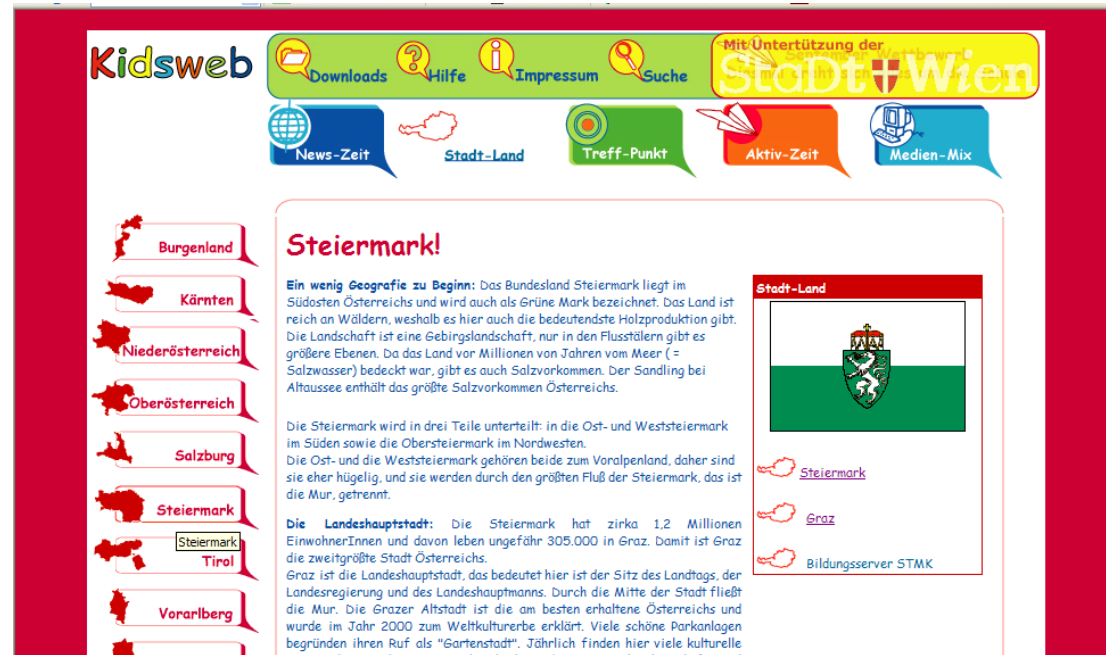 Kidsweb
Downloads
Hilfe
Impressum
Suche
Mit Untertützung der
StaDt Wien
News-Zeit
Stadt-Land
Treff-Punkt
Aktiv-Zeit
Medien-Mix
Burgenland
Kärnten
Niederösterreich
Oberösterreich
Salzburg
Steiermark
Steiermark
Tirol
Vorarlberg
Steiermark!
Ein wenig Geografie zu Beginn: Das Bundesland Steiermark liegt im
Südosten Österreichs und wird auch als Grüne Mark bezeichnet. Das Land ist
reich an Wäldern, weshalb es hier auch die bedeutendste Holzproduktion gibt.
Die Landschaft ist eine Gebirgslandschaft, nur in den Flusstälern gibt es
größere Ebenen. Da das Land vor Millionen von Jahren vom Meer ( =
Salzwasser) bedeckt war, gibt es auch Salzvorkommen. Der Sandling bei
Altaussee enthält das größte Salzvorkommen Österreichs.
Die Steiermark wird in drei Teile unterteilt: in die Ost- und Weststeiermark
im Süden sowie die Obersteiermark im Nordwesten.
Die Ost- und die Weststeiermark gehören beide zum Voralpenland, daher sind
sie eher hügelig, und sie werden durch den größten Fluß der Steiermark, das ist
die Mur, getrennt.
Die Landeshauptstadt: Die Steiermark hat zirka 1,2 Millionen
EinwohnerInnen und davon leben ungefähr 305.000 in Graz. Damit ist Graz
die zweitgrößte Stadt Österreichs.
Graz ist die Landeshauptstadt, das bedeutet hier ist der Sitz des Landtags, der
Landesregierung und des Landeshauptmanns. Durch die Mitte der Stadt fließt
die Mur. Die Grazer Altstadt ist die am besten erhaltene Österreichs und
wurde im Jahr 2000 zum Weltkulturerbe erklärt. Viele schöne Parkanlagen
begründen ihren Ruf als "Gartenstadt". Jährlich finden hier viele kulturelle
Stadt-Land
Steiermark
Graz
Bildungsserver STMK